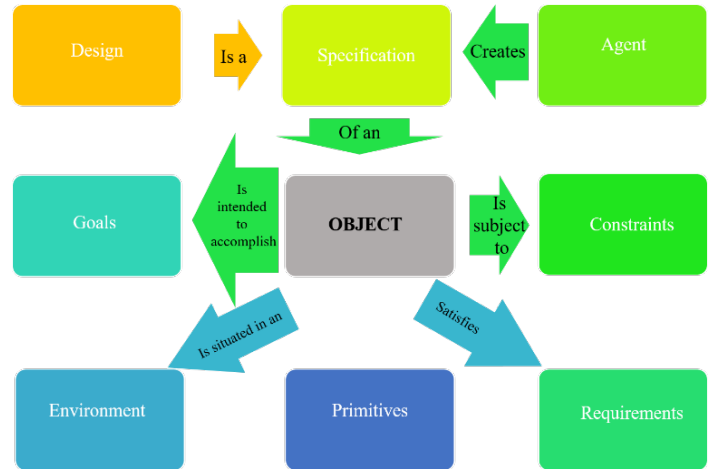 Design
Is a
Specification
Creates
Agent
Of an
Goals
Is
intended
to
accomplish
OBJECT
Is
subject
to
Constraints
Is situated in an
Satisfies
Environment
Primitives
Requirements